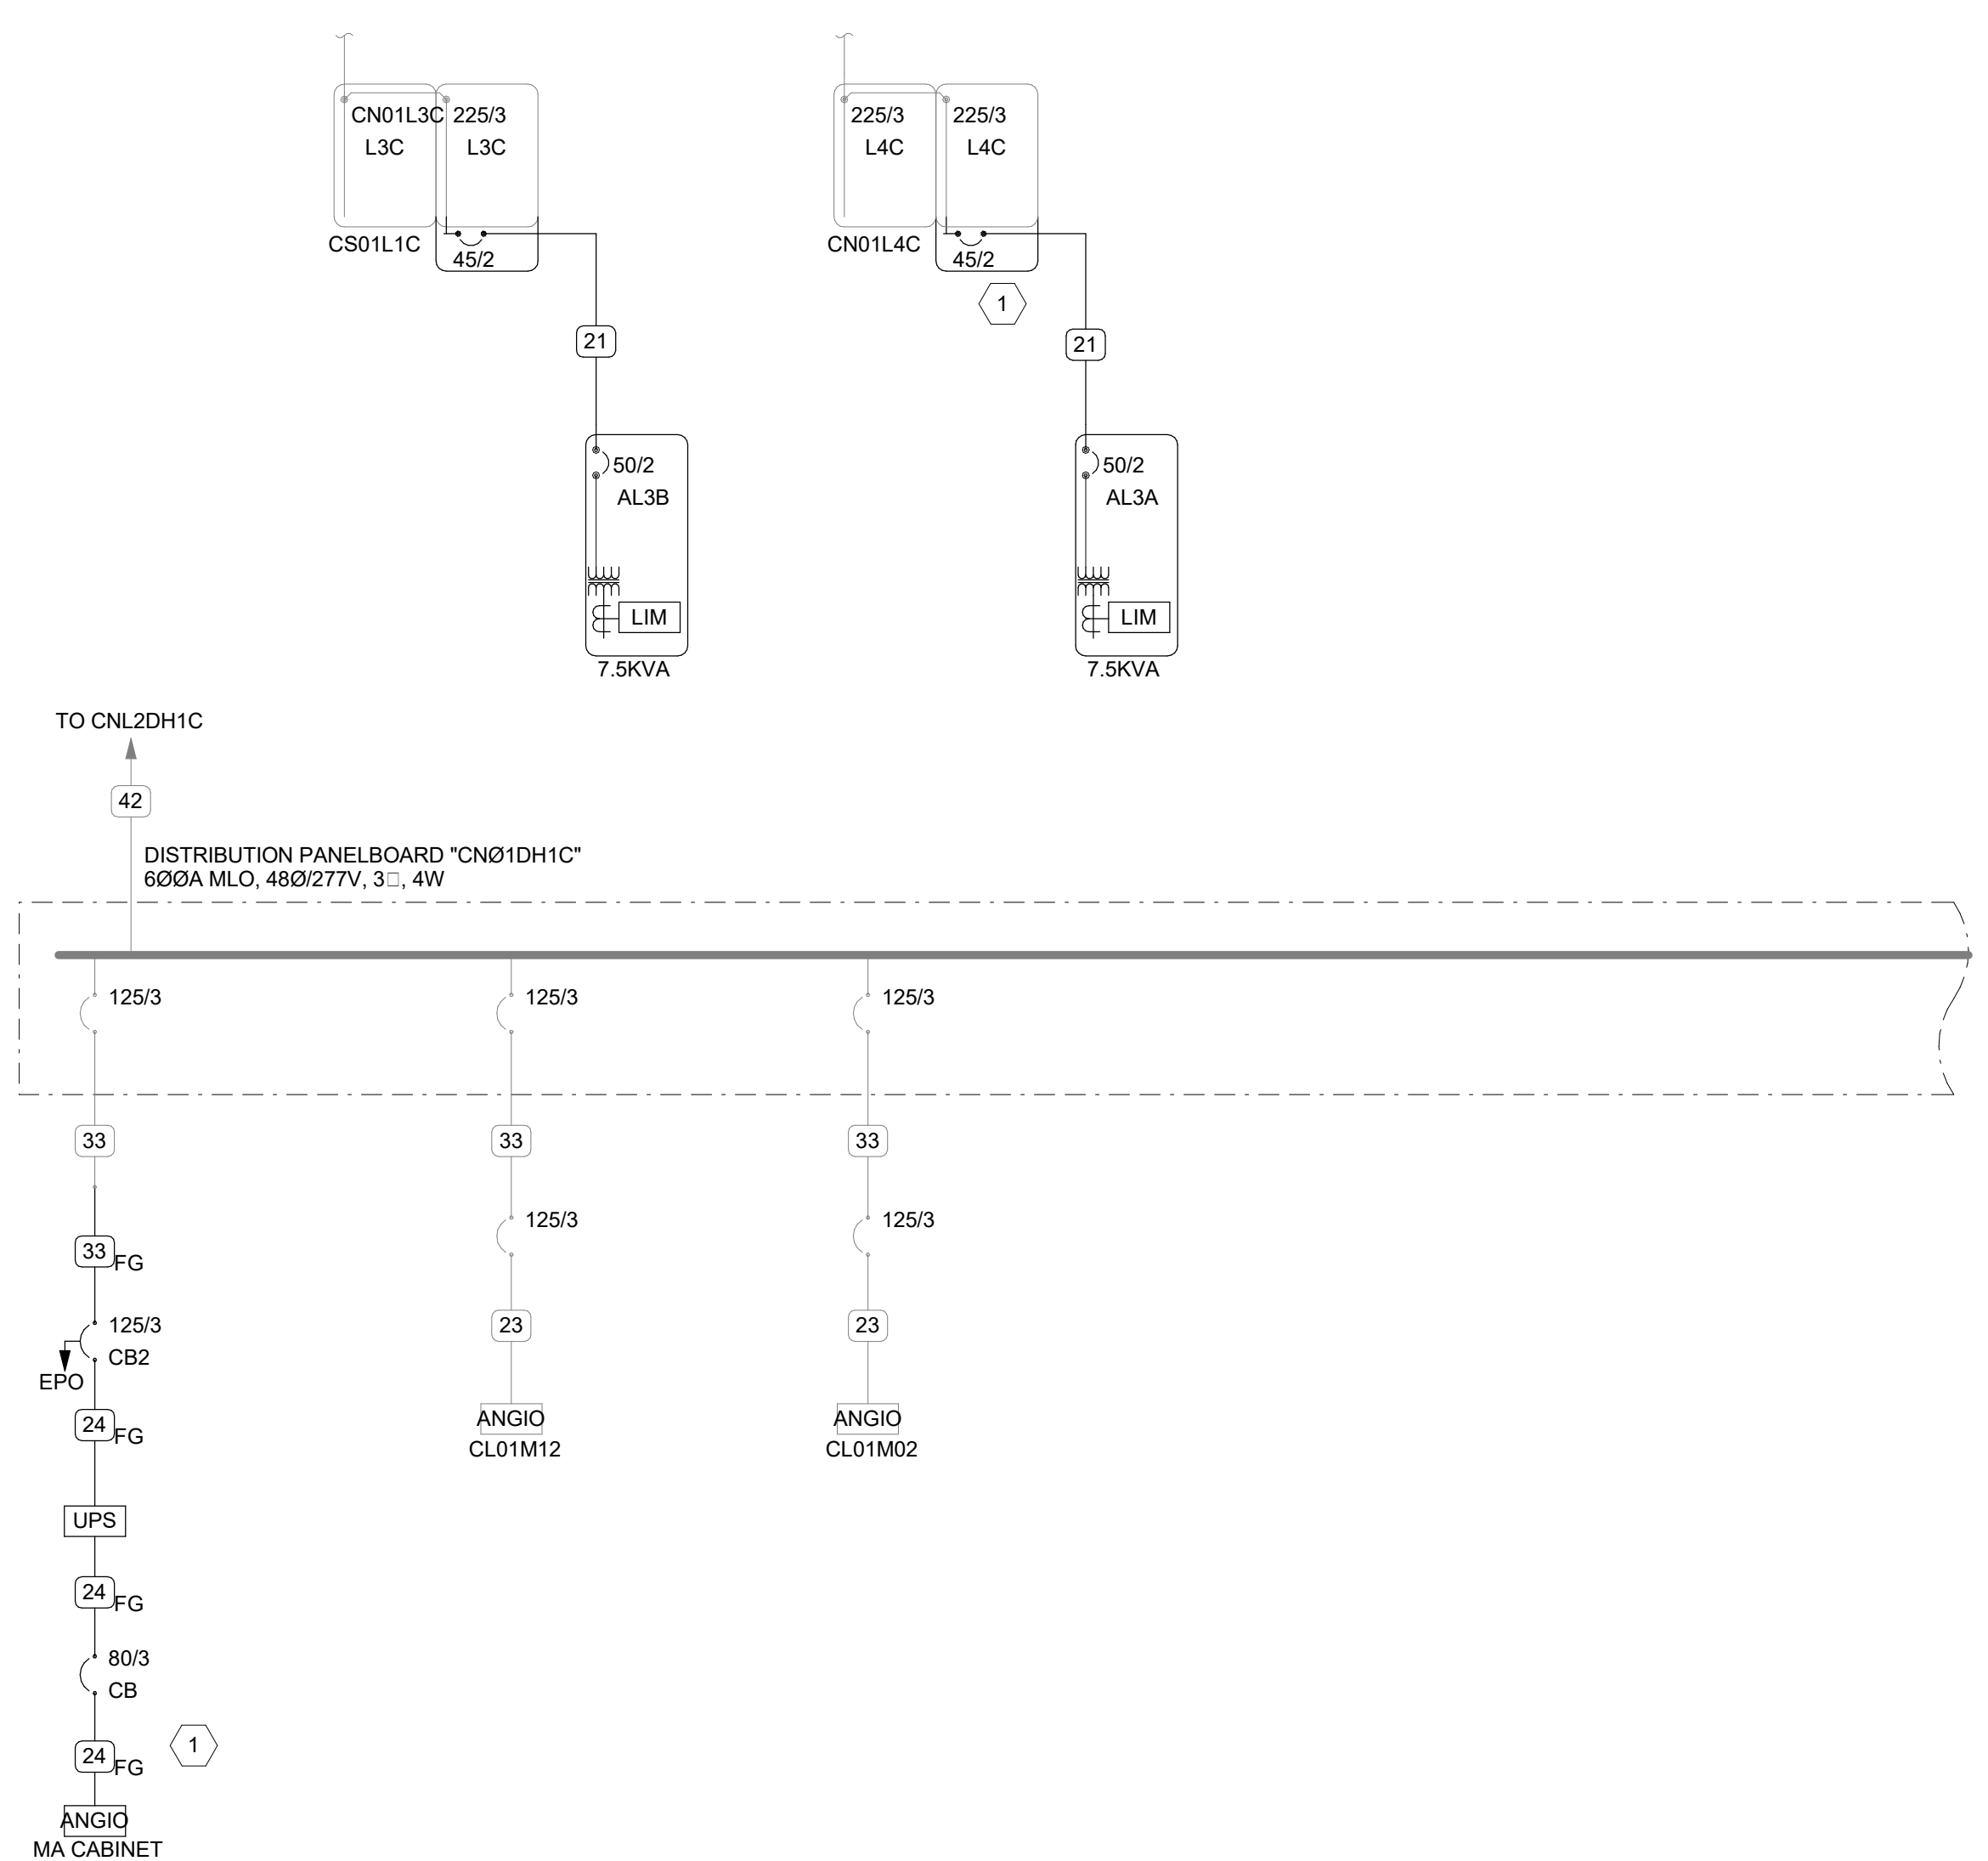 CN01L3C 225/3
L3C L3C
CS01L1C
45/2
21
50/2
AL3B
LIM
7.5KVA
225/3 225/3
L4C L4C
CN01L4C
45/2
1
21
50/2
AL3A
LIM
7.5KVA
TO CNL2DH1C
42
DISTRIBUTION PANELBOARD "CNØ1DH1C"
6ØØA MLO, 48Ø/277V, 3□, 4W
125/3
33
33 FG
125/3
CB2
EPO
24 FG
UPS
24 FG
80/3
CB
1
24 FG
ANGIO
MA CABINET
125/3
33
125/3
23
ANGIO
CL01M12
125/3
33
125/3
23
ANGIO
CL01M02